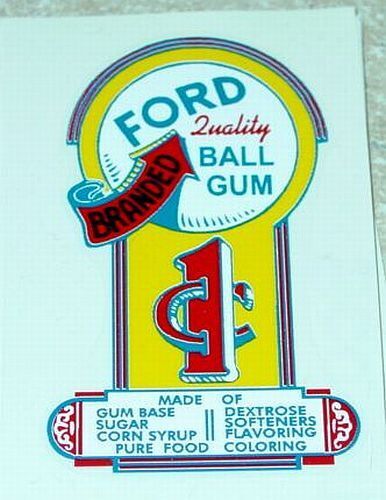 FORD
Quality
BRANDED
BALL
GUM
1¢
MADE OF
GUM BASE || DEXTROSE
SUGAR SOFTENERS
CORN SYRUP FLAVORING
PURE FOOD COLORING